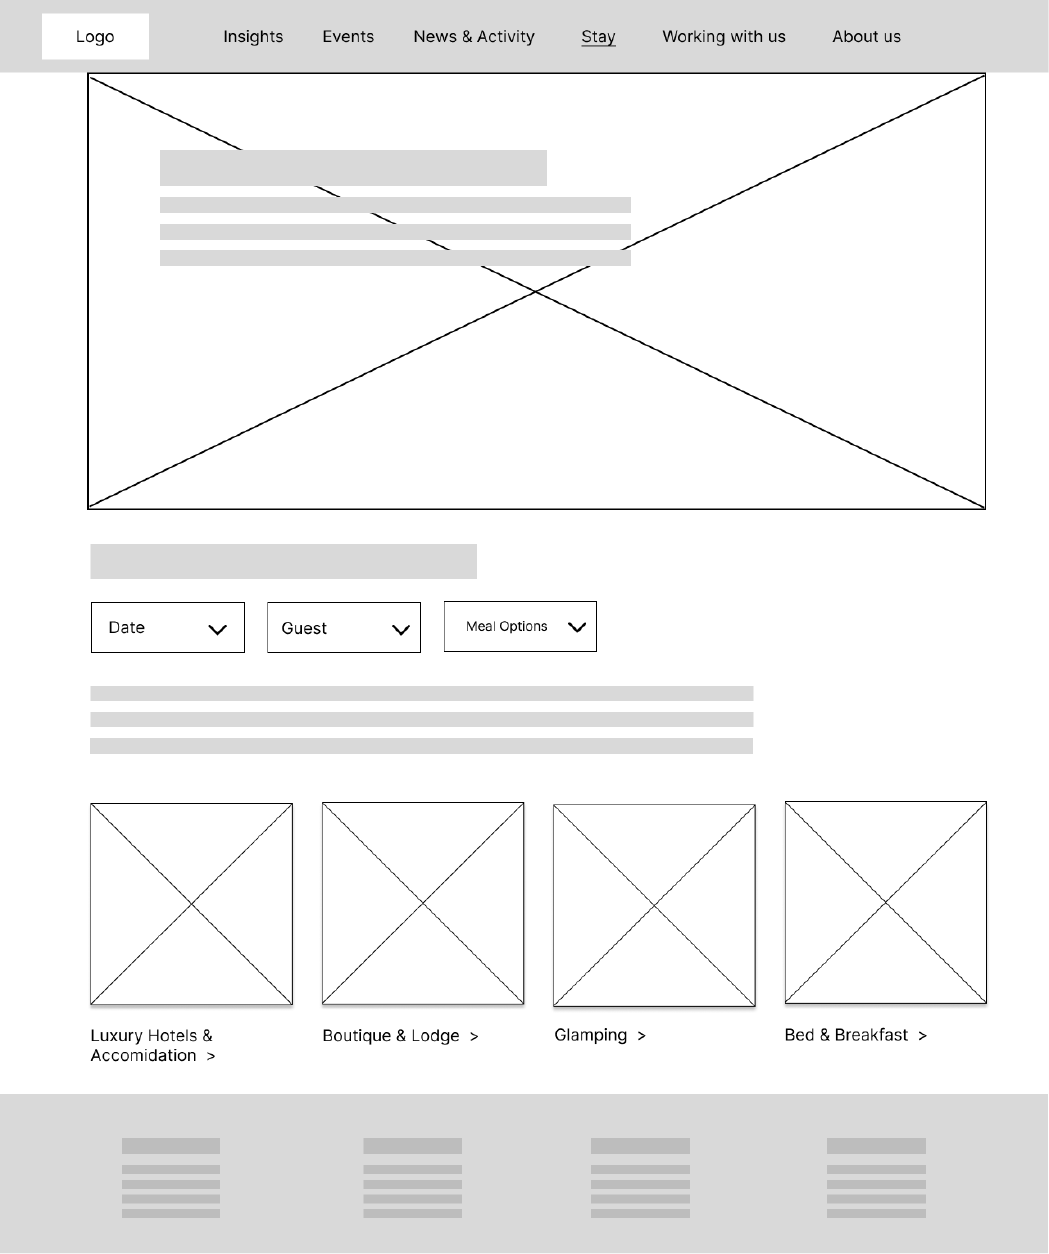 Logo
Insights
Events
News & Activity
Stay
Working with us
About us
Date
Guest
Meal Options
Luxury Hotels &
Accomidation >
Boutique & Lodge >
Glamping >
Bed & Breakfast >